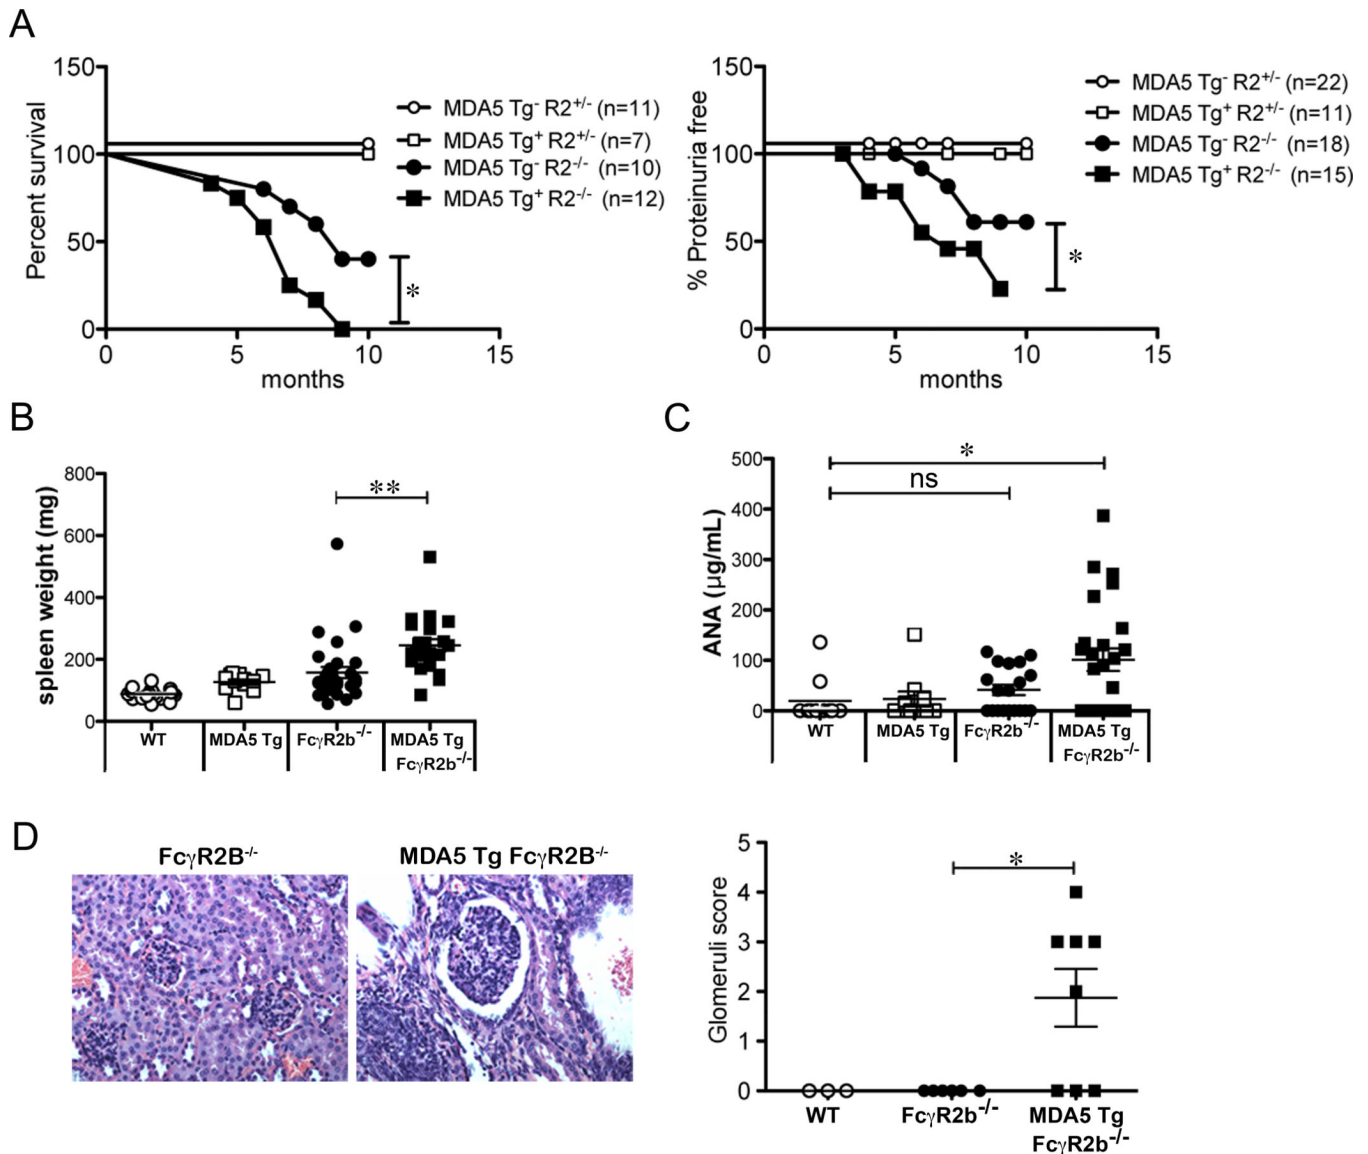 A
150
100
50
0
0 5 10 15
Percent survival
months
MDA5 Tg⁻ R2⁺/⁻ (n=11)
MDA5 Tg⁺ R2⁺/⁻ (n=7)
MDA5 Tg⁻ R2⁻/⁻ (n=10)
MDA5 Tg⁺ R2⁻/⁻ (n=12)
*
150
100
50
0
0 5 10 15
% Proteinuria free
months
MDA5 Tg⁻ R2⁺/⁻ (n=22)
MDA5 Tg⁺ R2⁺/⁻ (n=11)
MDA5 Tg⁻ R2⁻/⁻ (n=18)
MDA5 Tg⁺ R2⁻/⁻ (n=15)
*
B
800
600
400
200
0
spleen weight (mg)
**
WT
MDA5 Tg
FcγR2b⁻/⁻
MDA5 Tg
FcγR2b⁻/⁻
C
500
400
300
200
100
0
ANA (μg/mL)
*
ns
WT
MDA5 Tg
FcγR2b⁻/⁻
MDA5 Tg
FcγR2b⁻/⁻
D
FcγR2B⁻/⁻
MDA5 Tg FcγR2B⁻/⁻
5
4
3
2
1
0
Glomeruli score
*
WT
FcγR2b⁻/⁻
MDA5 Tg
FcγR2b⁻/⁻